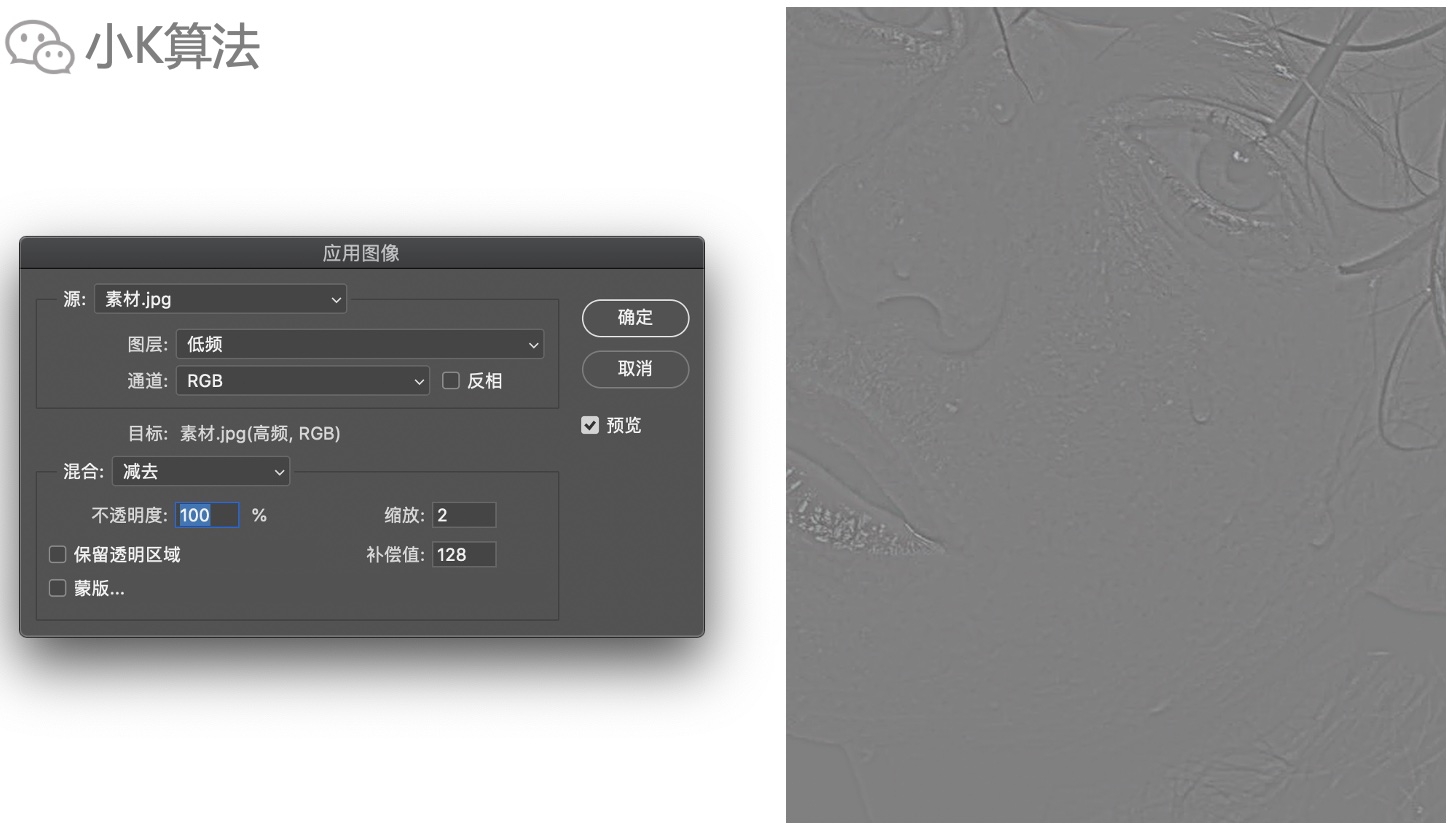 小K算法
应用图像
源: 素材.jpg
图层: 低频
通道: RGB 反相
目标: 素材.jpg(高频, RGB)
混合: 减去
不透明度: 100 % 缩放: 2
保留透明区域 补偿值: 128
蒙版...
确定
取消
预览